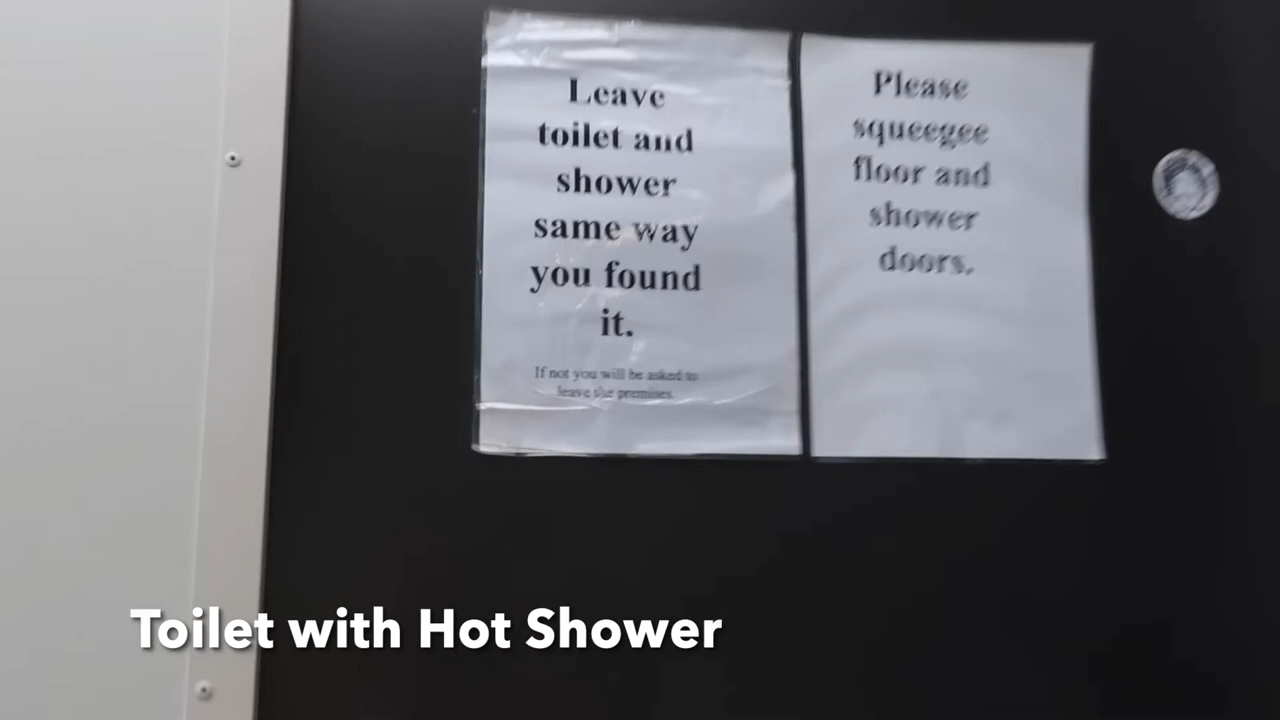 Leave
toilet and
shower
same way
you found
it.
If not you will be asked to
leave the premises.
Please
squeegee
floor and
shower
doors.
Toilet with Hot Shower